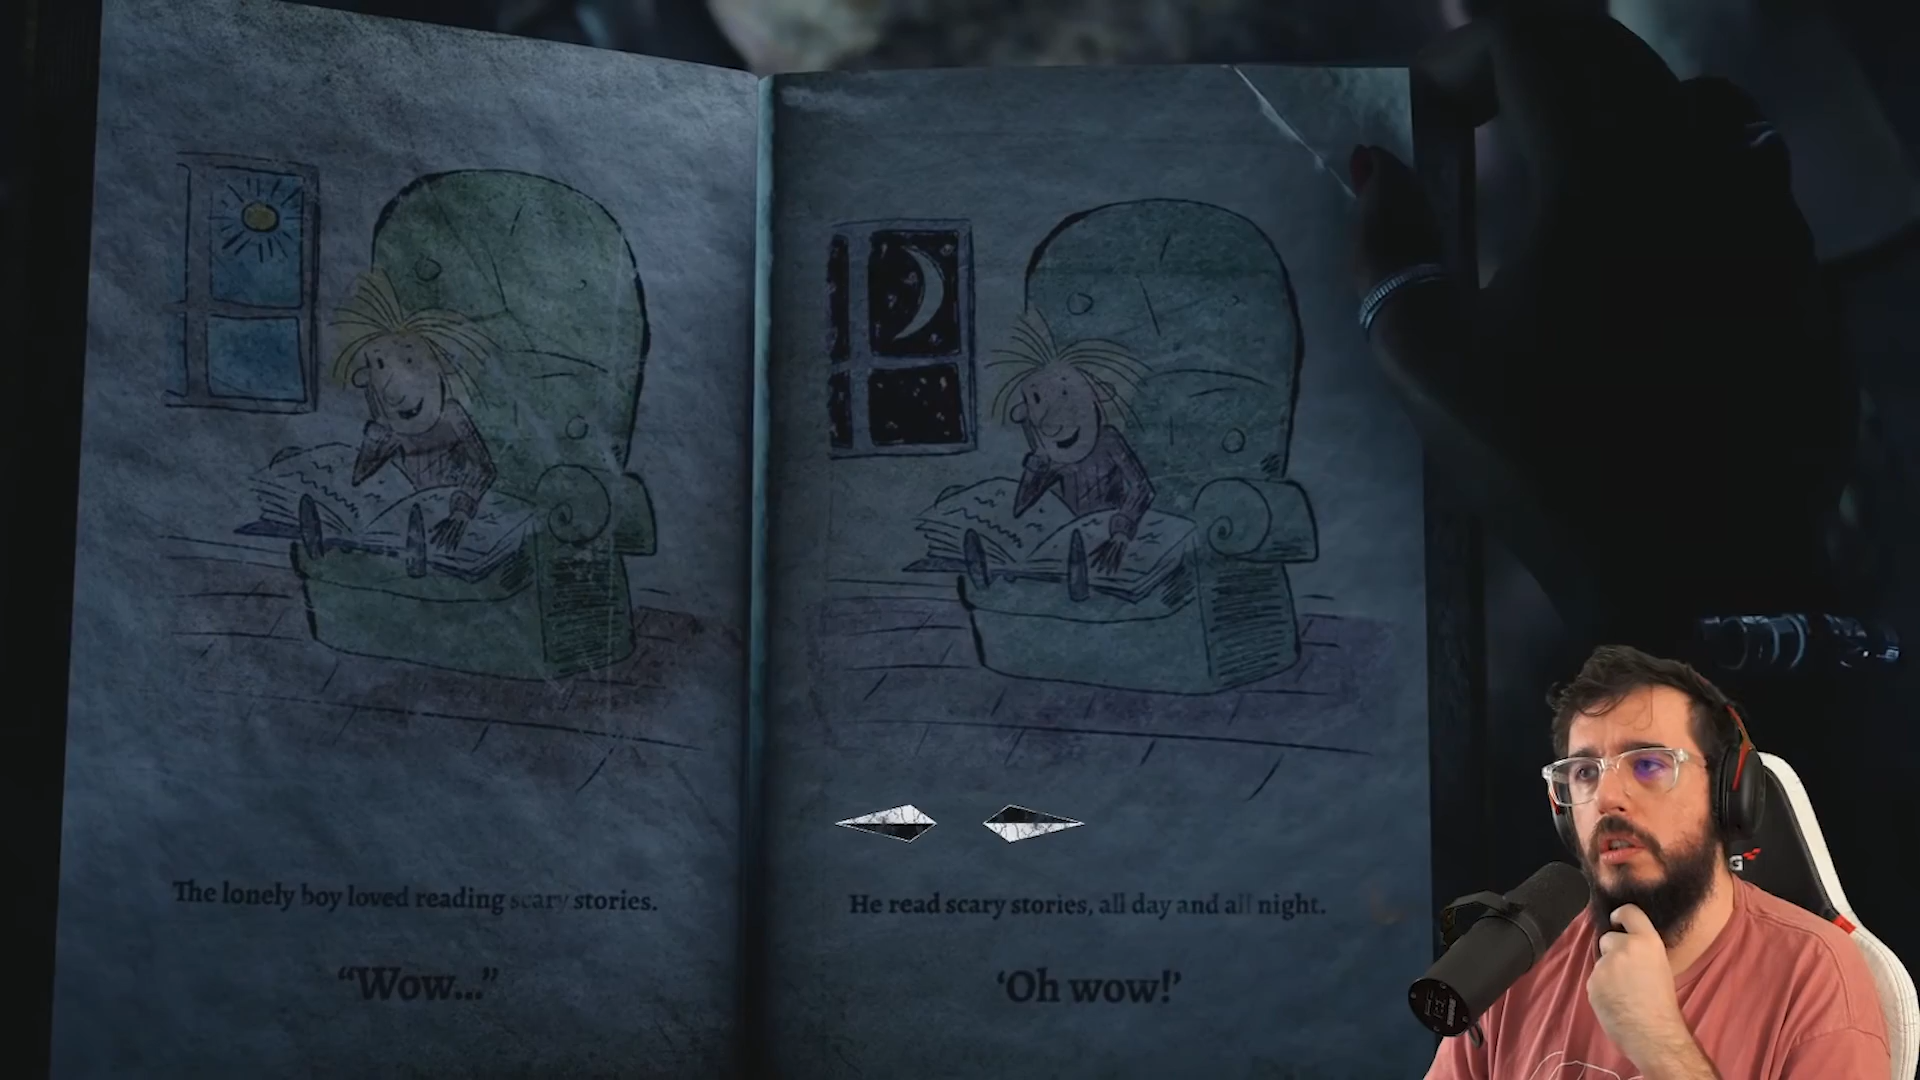 The lonely boy loved reading scary stories.
“Wow...”
He read scary stories, all day and all night.
‘Oh wow!’